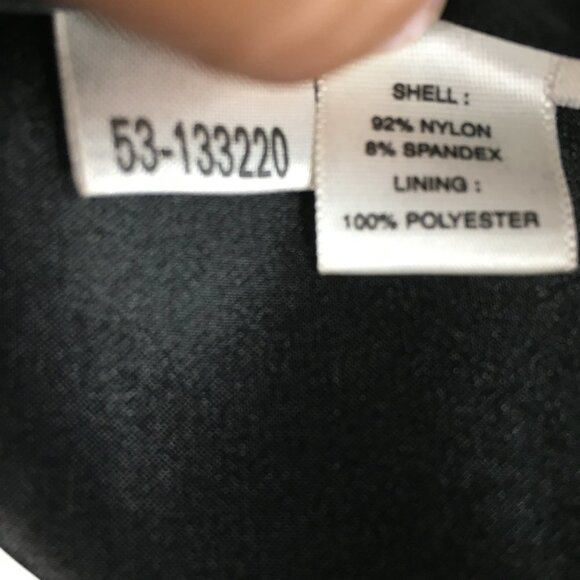 53-133220
SHELL :
92% NYLON
8% SPANDEX
LINING :
100% POLYESTER